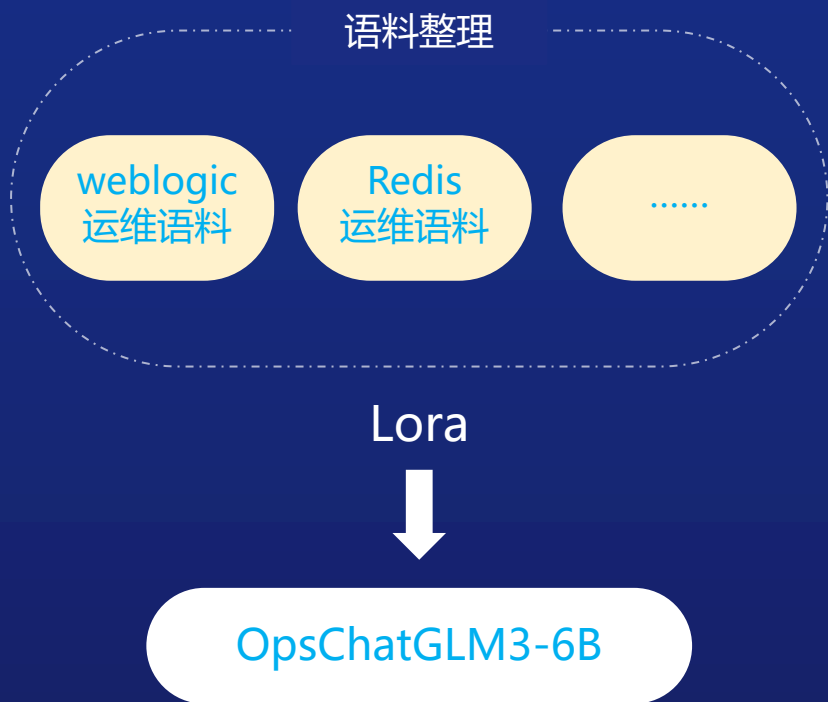 语料整理
weblogic
运维语料
Redis
运维语料
......
Lora
OpsChatGLM3-6B